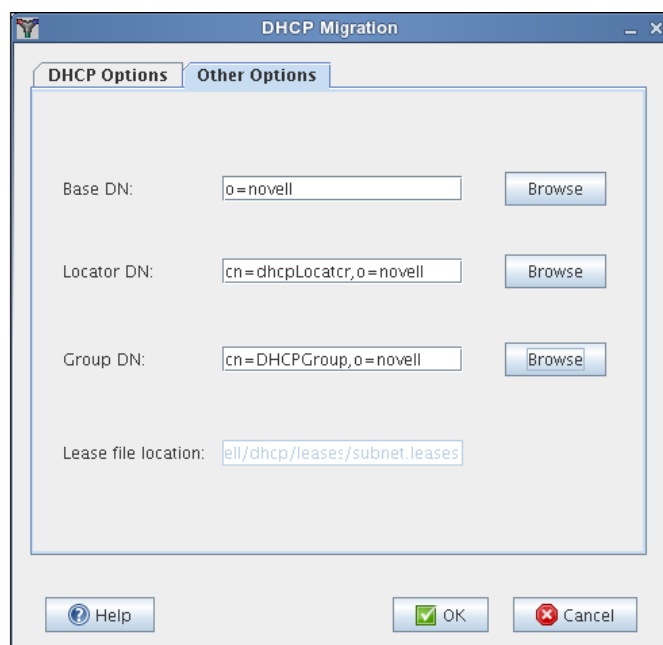 DHCP Migration
DHCP Options Other Options
Base DN: o=novell Browse
Locator DN: cn=dhcpLocator,o=novell Browse
Group DN: cn=DHCPGroup,o=novell Browse
Lease file location: ell/dhcp/leases/subnet.leases
Help OK Cancel